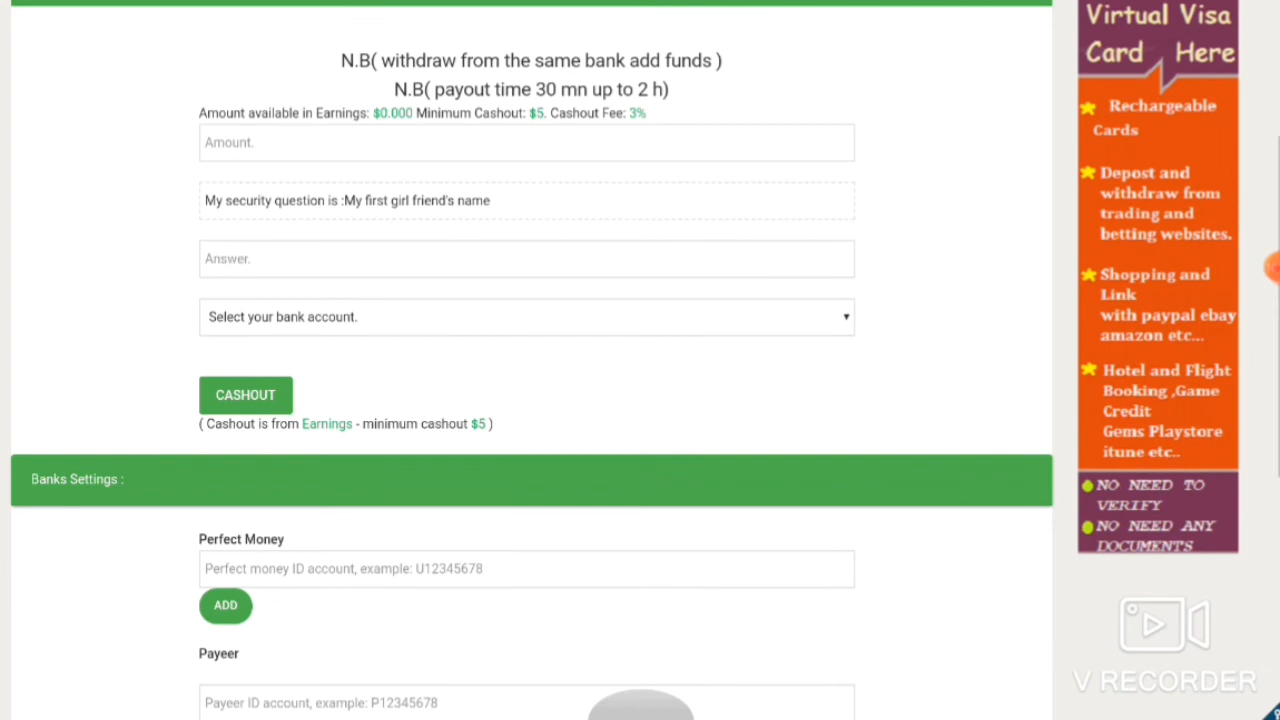 N.B( withdraw from the same bank add funds )
N.B( payout time 30 mn up to 2 h)
Amount available in Earnings: $0.000 Minimum Cashout: $5. Cashout Fee: 3%
Amount.
My security question is :My first girl friend's name
Answer.
Select your bank account.
CASHOUT
( Cashout is from Earnings - minimum cashout $5 )
Banks Settings :
Perfect Money
Perfect money ID account, example: U12345678
ADD
Payeer
Payeer ID account, example: P12345678
Virtual Visa
Card Here
Rechargeable
Cards
Depost and
withdraw from
trading and
betting websites.
Shopping and
Link
with paypal ebay
amazon etc...
Hotel and Flight
Booking ,Game
Credit
Gems Playstore
itune etc..
NO NEED TO
VERIFY
NO NEED ANY
DOCUMENTS
V RECORDER